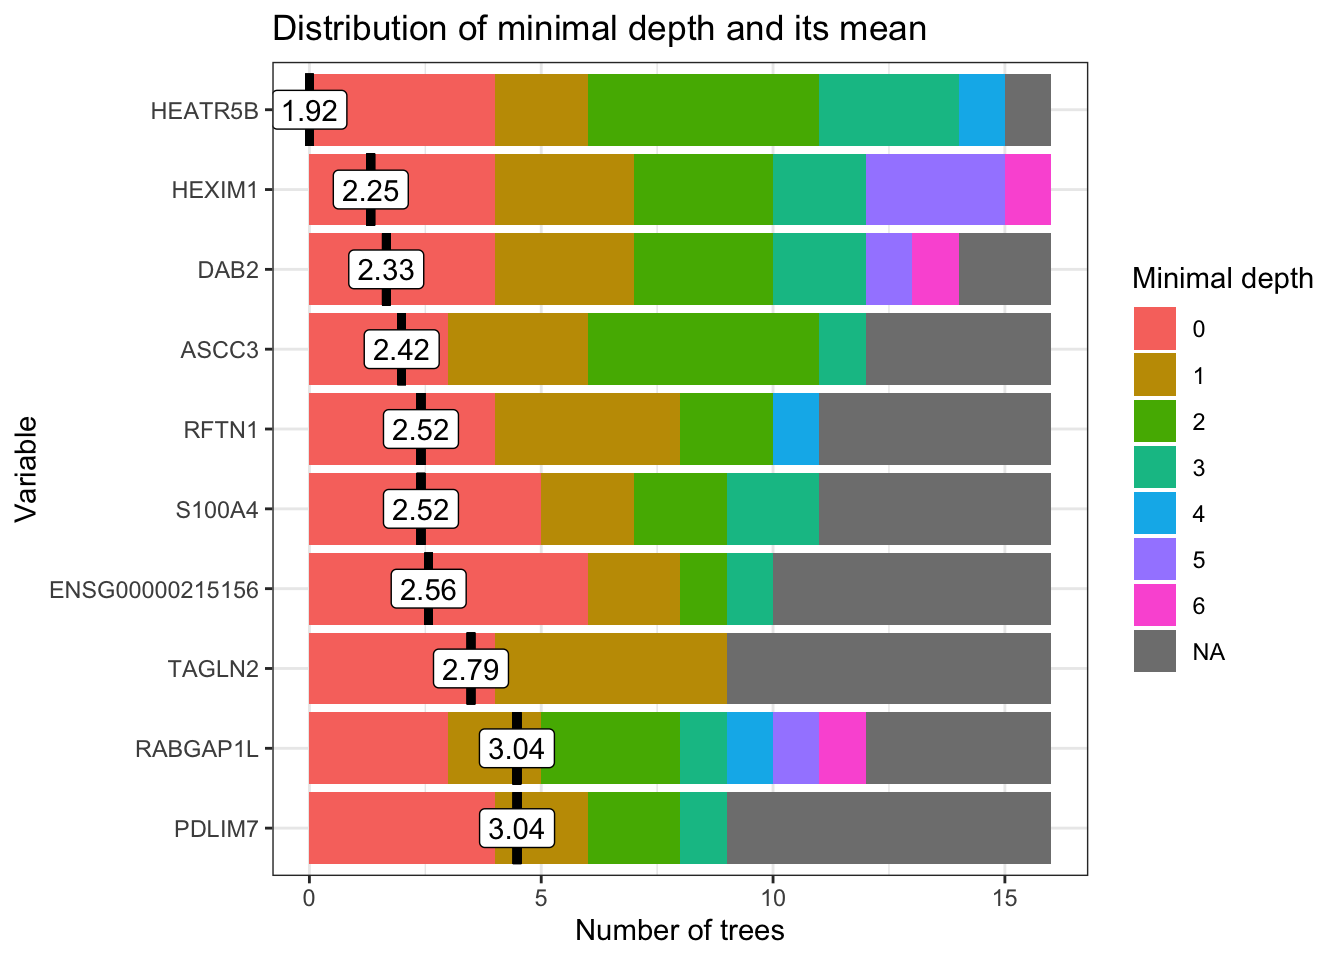 Distribution of minimal depth and its mean
Variable
HEATR5B
1.92
HEXIM1
2.25
DAB2
2.33
ASCC3
2.42
RFTN1
2.52
S100A4
2.52
ENSG00000215156
2.56
TAGLN2
2.79
RABGAP1L
3.04
PDLIM7
3.04
0 5 10 15
Number of trees
Minimal depth
0
1
2
3
4
5
6
NA